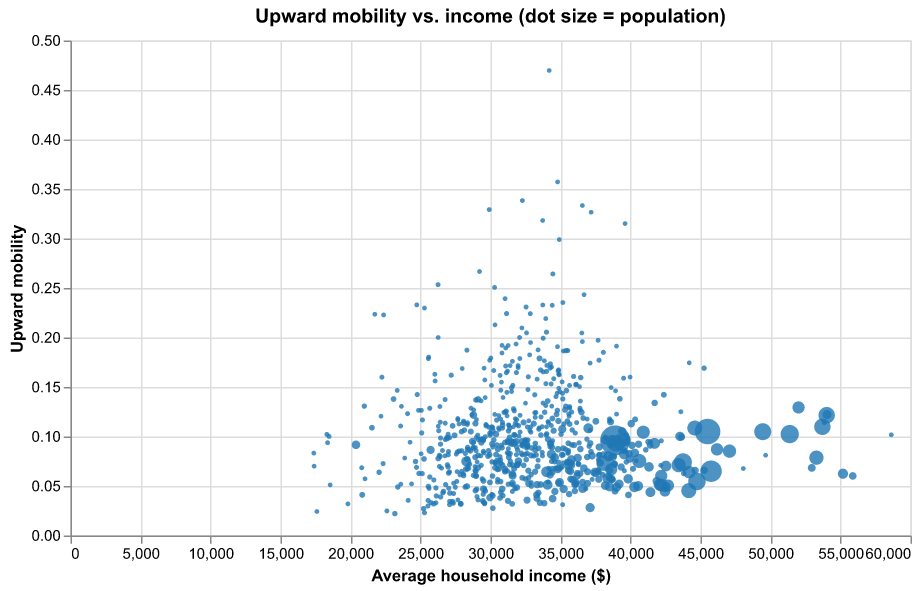 Upward mobility vs. income (dot size = population)
0.50
0.45
0.40
0.35
0.30
0.25
0.20
0.15
0.10
0.05
0.00
Upward mobility
0 5,000 10,000 15,000 20,000 25,000 30,000 35,000 40,000 45,000 50,000 55,000 60,000
Average household income ($)